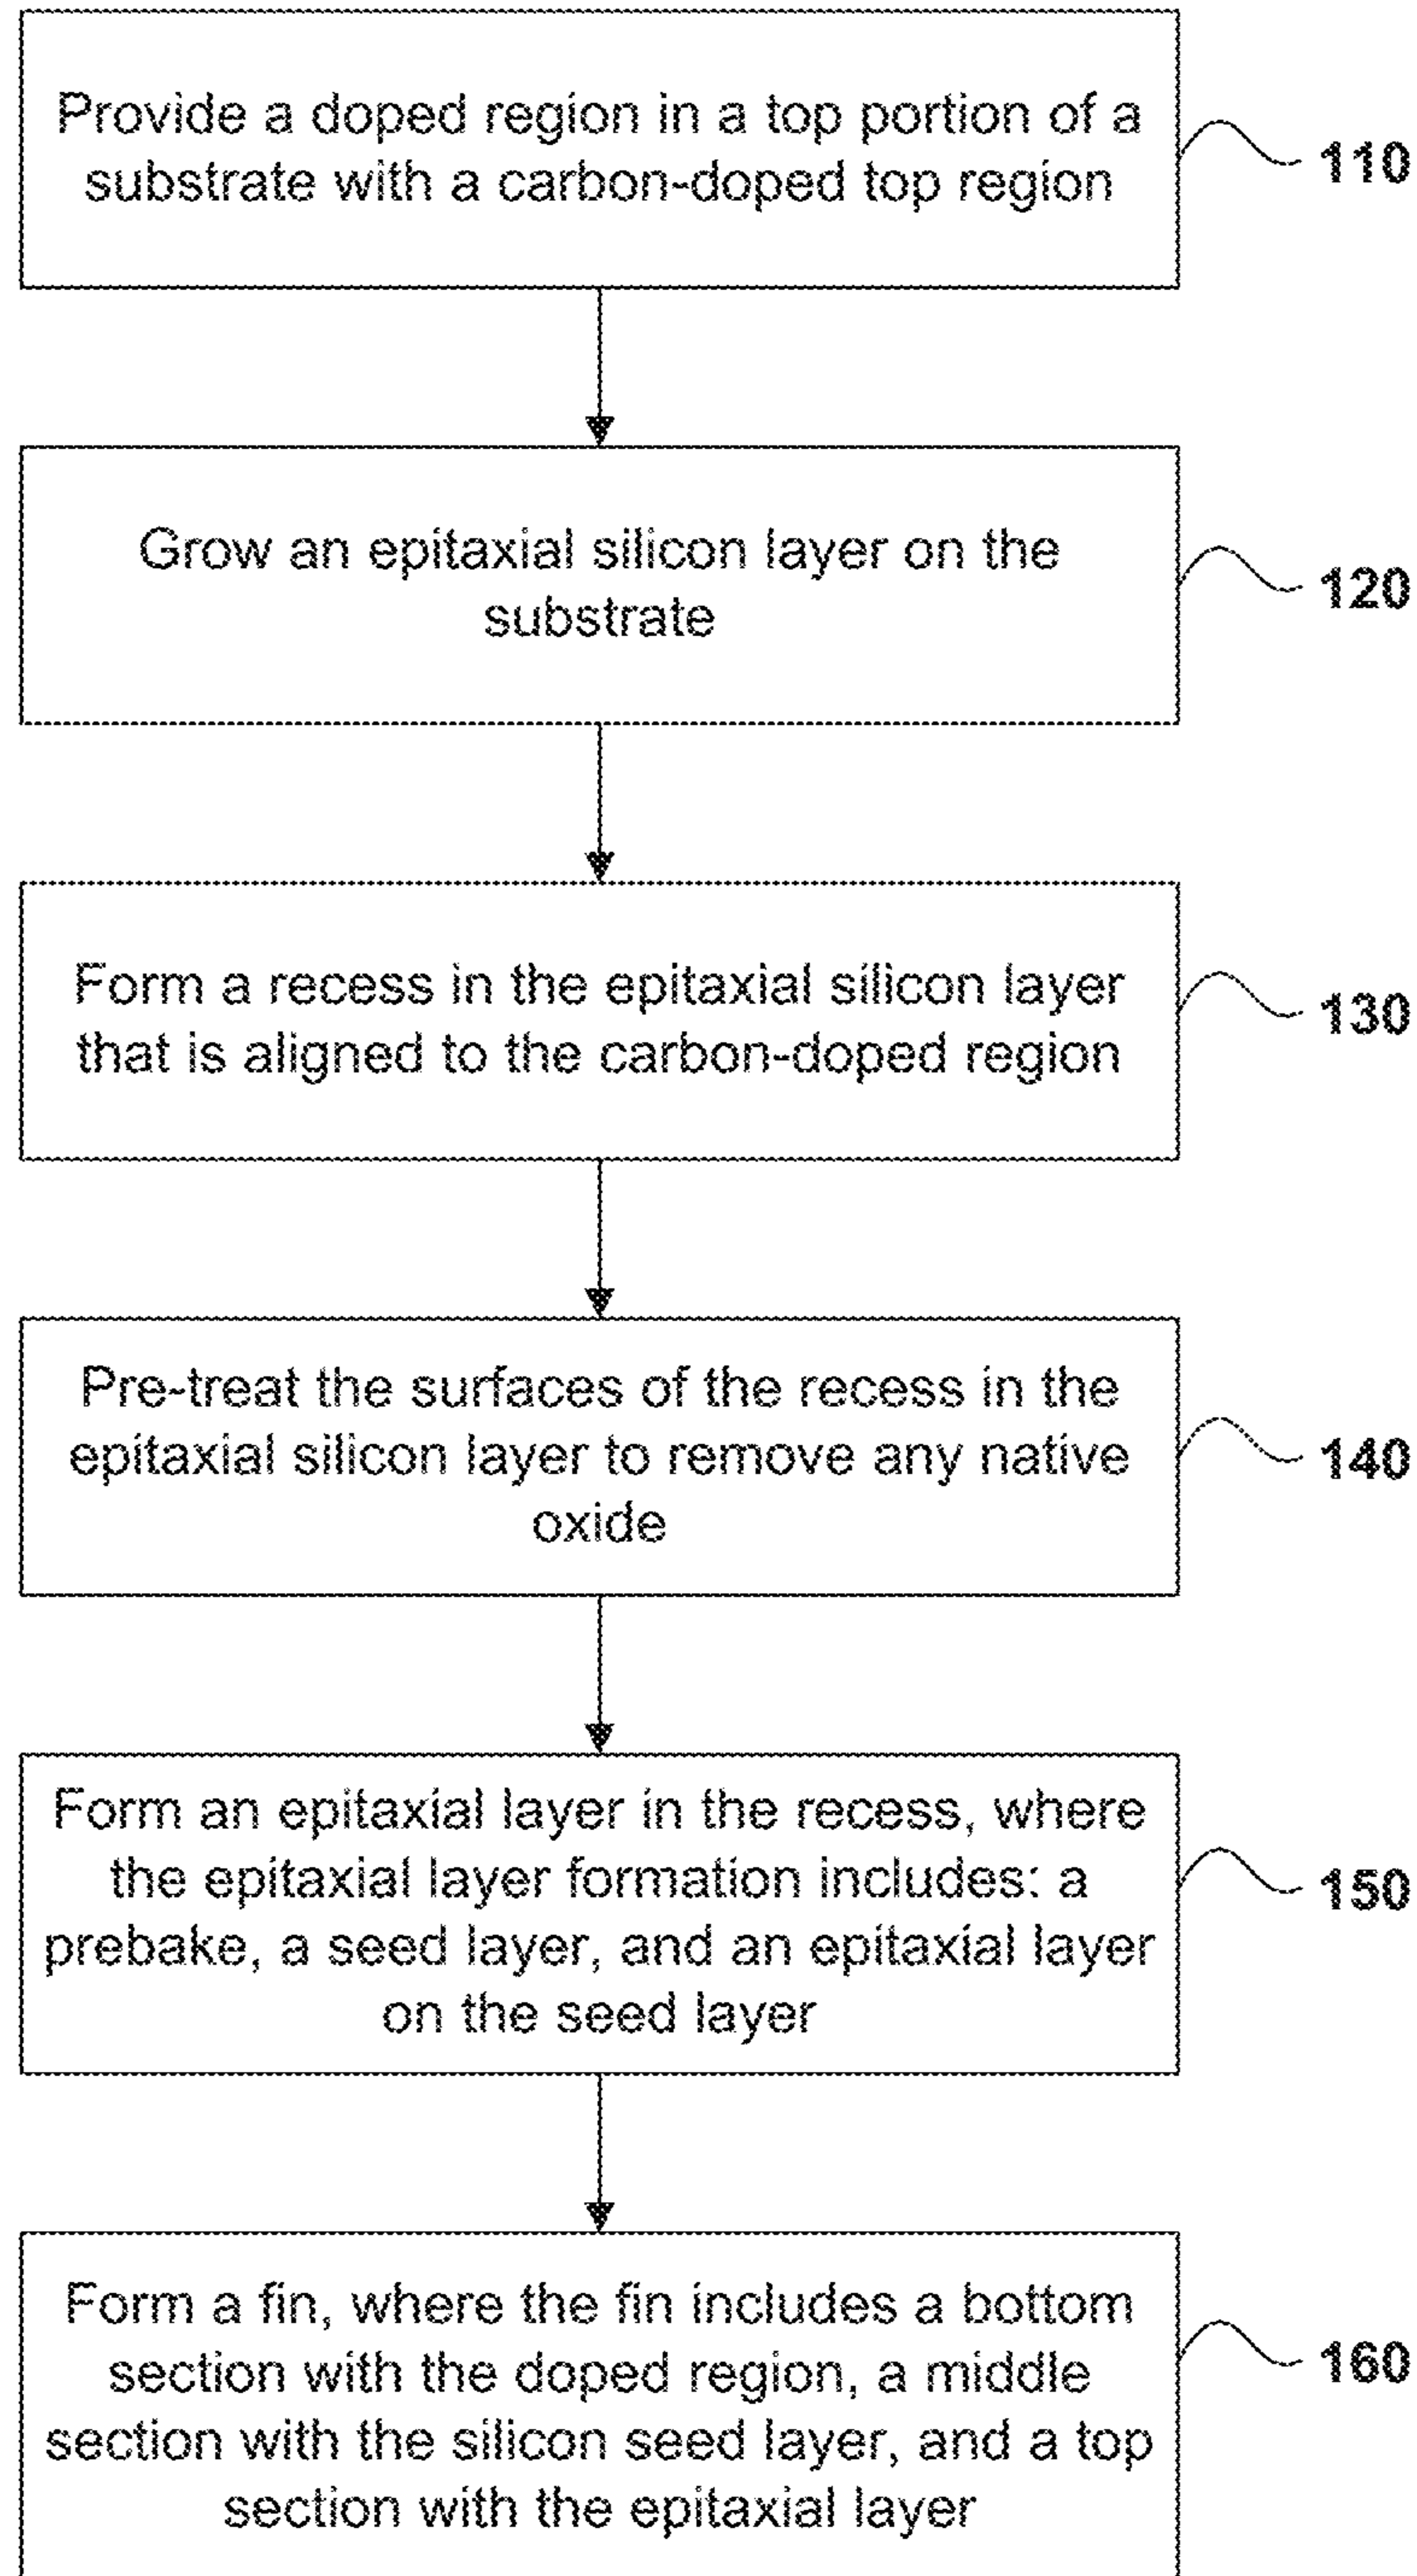 Provide a doped region in a top portion of a
substrate with a carbon-doped top region
110
Grow an epitaxial silicon layer on the
substrate
120
Form a recess in the epitaxial silicon layer
that is aligned to the carbon-doped region
130
Pre-treat the surfaces of the recess in the
epitaxial silicon layer to remove any native
oxide
140
Form an epitaxial layer in the recess, where
the epitaxial layer formation includes: a
prebake, a seed layer, and an epitaxial layer
on the seed layer
150
Form a fin, where the fin includes a bottom
section with the doped region, a middle
section with the silicon seed layer, and a top
section with the epitaxial layer
160